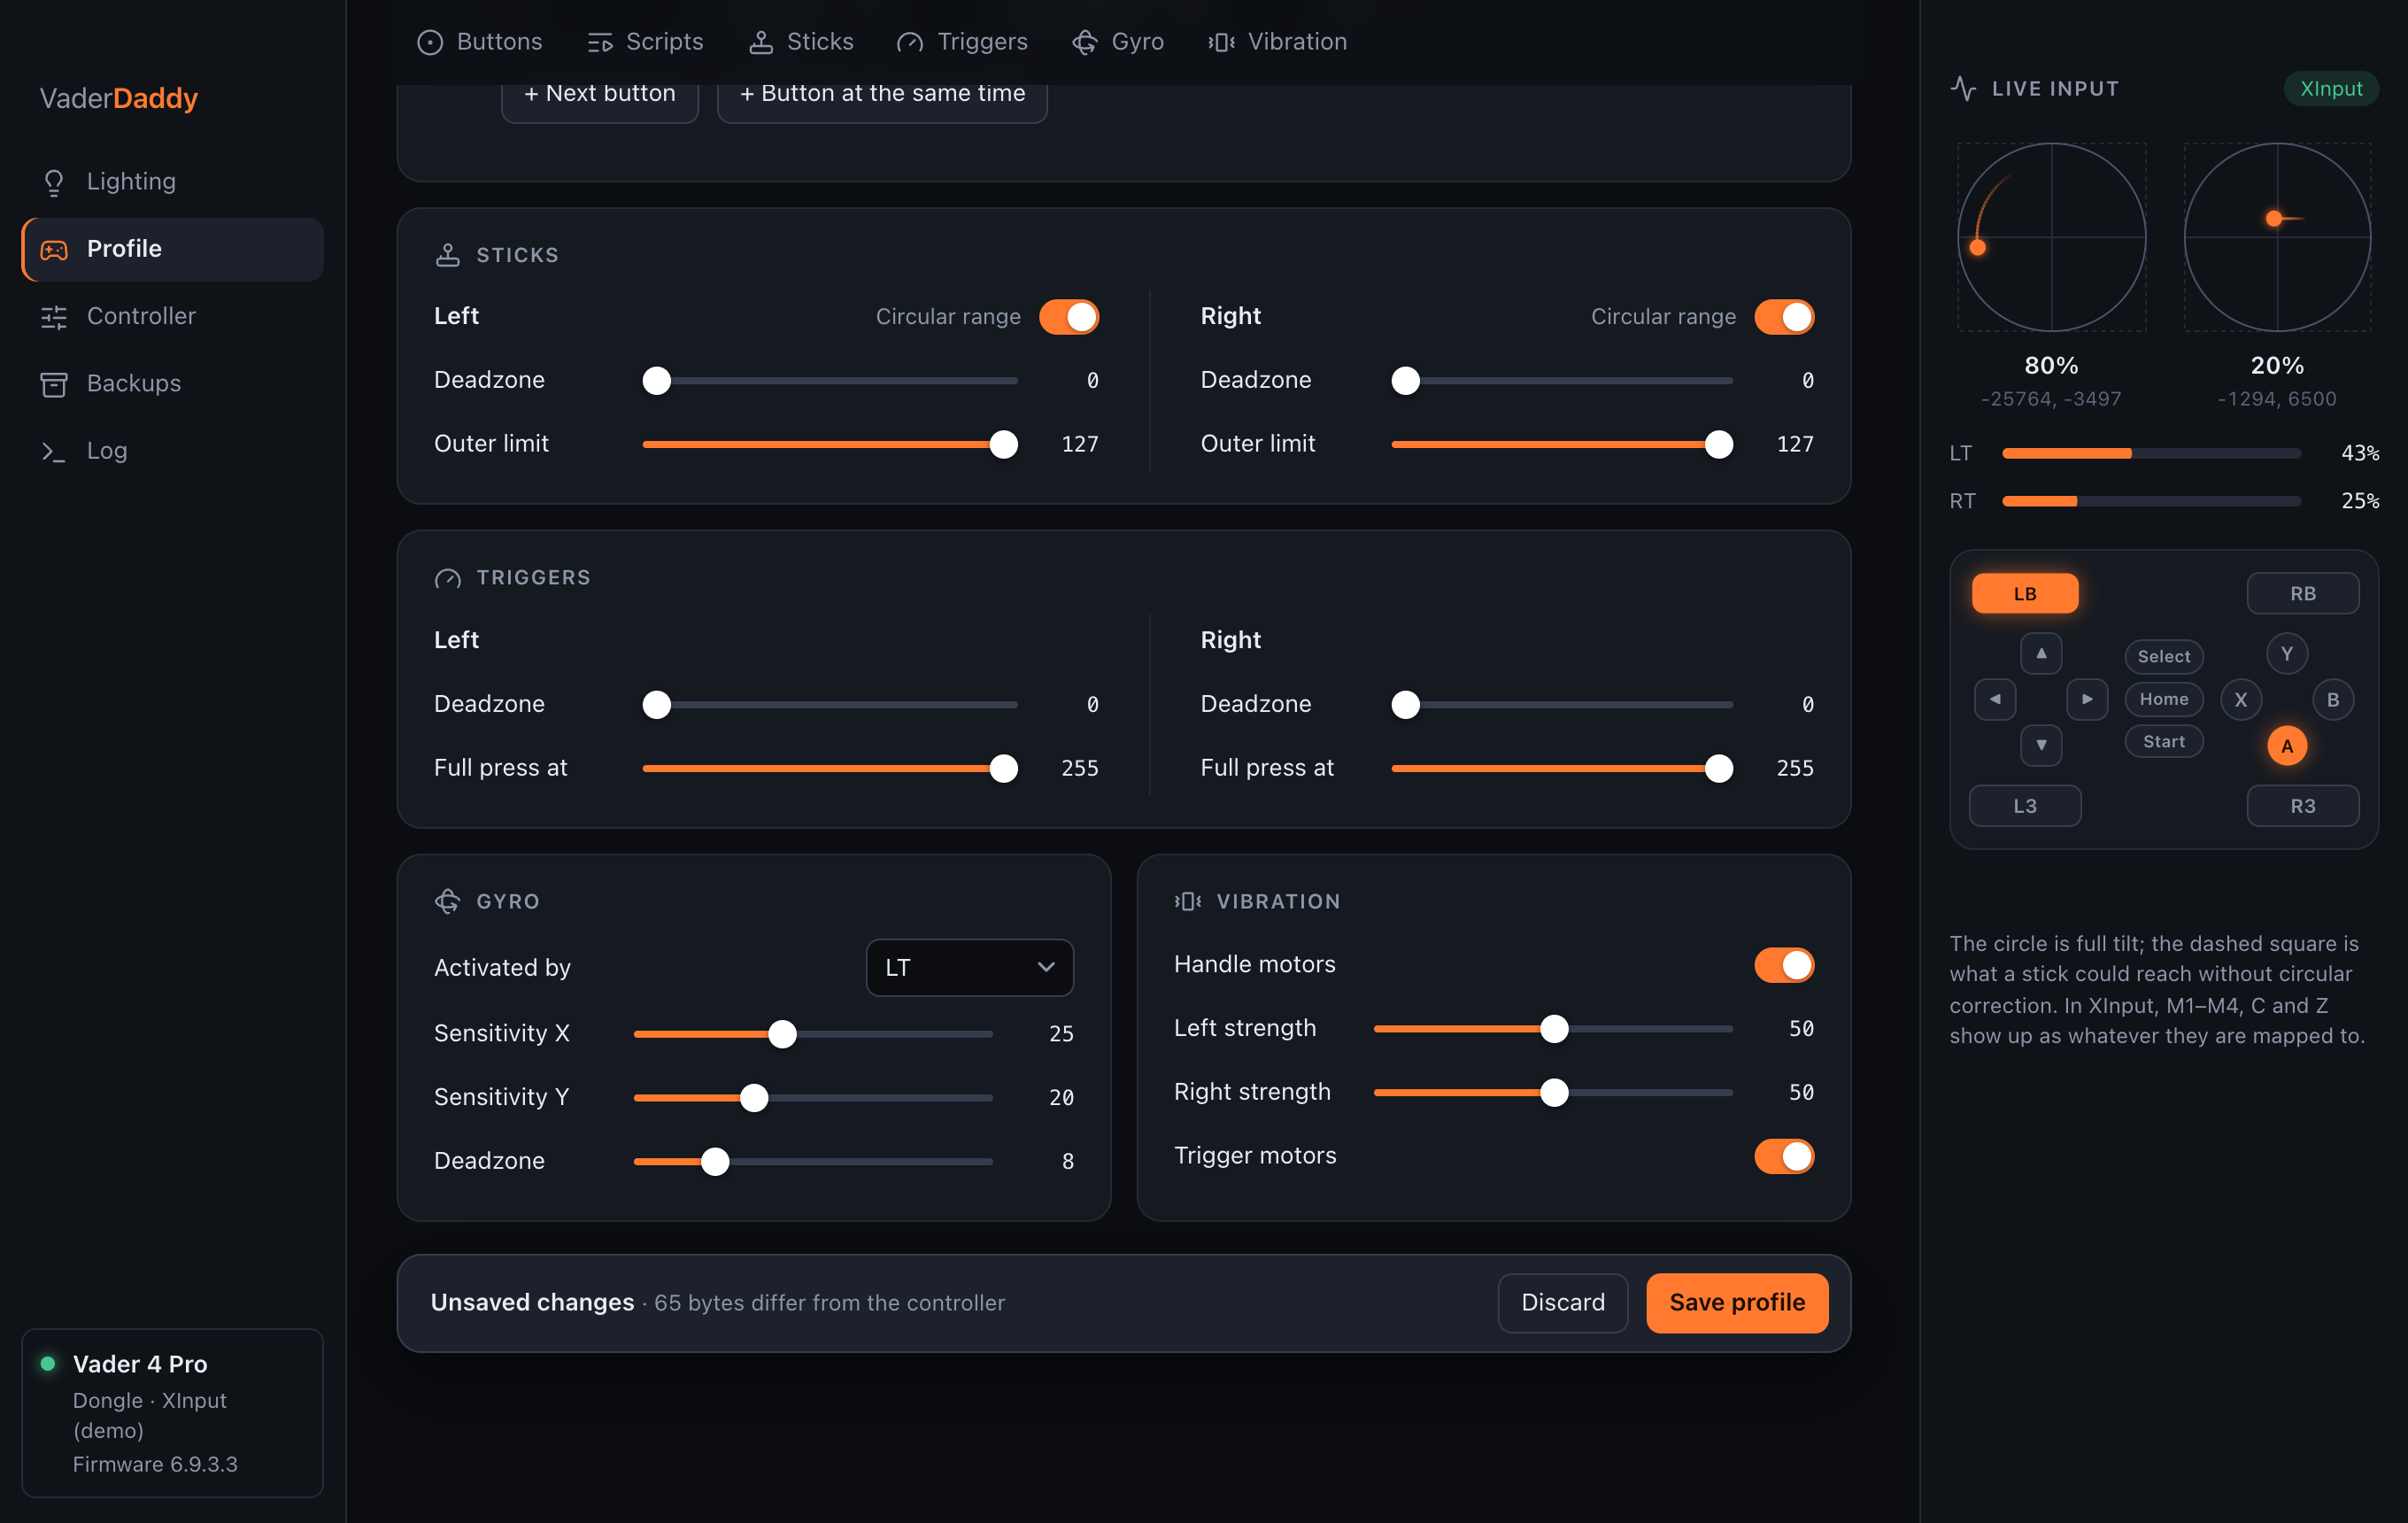 VaderDaddy
Lighting
Profile
Controller
Backups
Log
Vader 4 Pro
Dongle · XInput
(demo)
Firmware 6.9.3.3
Buttons
Scripts
Sticks
Triggers
Gyro
Vibration
+ Next button
+ Button at the same time
STICKS
Left
Circular range
Deadzone
0
Outer limit
127
Right
Circular range
Deadzone
0
Outer limit
127
TRIGGERS
Left
Deadzone
0
Full press at
255
Right
Deadzone
0
Full press at
255
GYRO
Activated by
LT
Sensitivity X
25
Sensitivity Y
20
Deadzone
8
VIBRATION
Handle motors
Left strength
50
Right strength
50
Trigger motors
Unsaved changes · 65 bytes differ from the controller
Discard
Save profile
LIVE INPUT
XInput
80%
-25764, -3497
20%
-1294, 6500
LT
43%
RT
25%
LB
RB
Select
Home
Start
Y
X
B
A
L3
R3
The circle is full tilt; the dashed square is
what a stick could reach without circular
correction. In XInput, M1–M4, C and Z
show up as whatever they are mapped to.